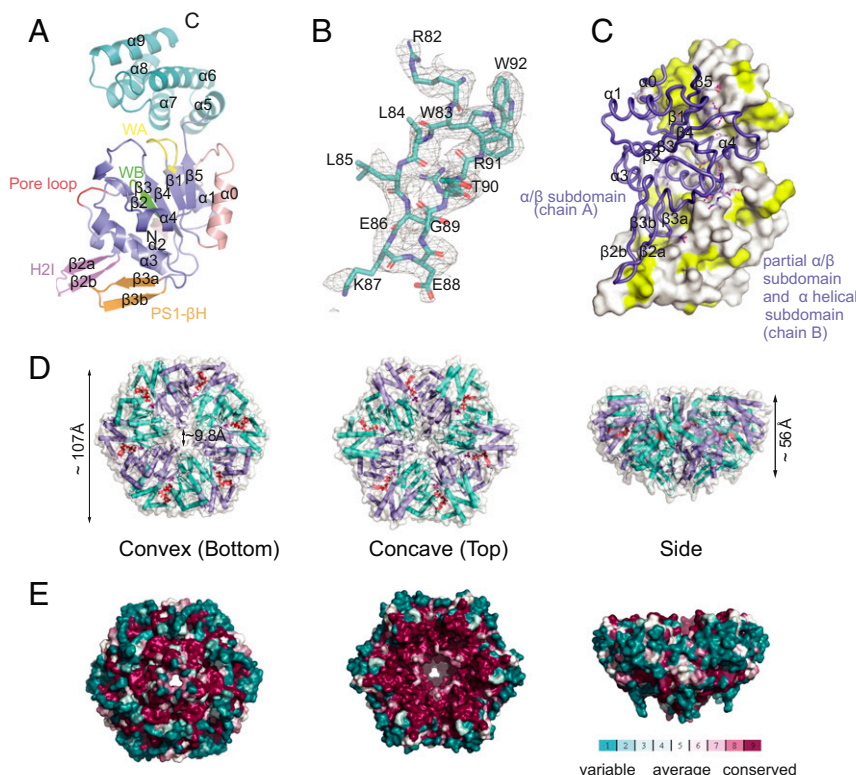 A
C
α9
α8
α6
α7
α5
WA
WB
Pore loop
β3
β2
β1
β4
β5
α1
α0
α4
N
α2
α3
H2I
β2a
β2b
β3a
β3b
PS1-βH
B
R82
W92
L84
W83
L85
R91
T90
E86
G89
K87
E88
C
α0
β5
α1
β1
β4
β3
β2
α4
α3
α/β subdomain
(chain A)
β3a
β3b
β2b
β2a
partial α/β
subdomain
and α helical
subdomain
(chain B)
D
~ 107Å
~9.8Å
~ 56 Å
Convex (Bottom)
Concave (Top)
Side
E
1 2 3 4 5 6 7 8 9
variable average conserved